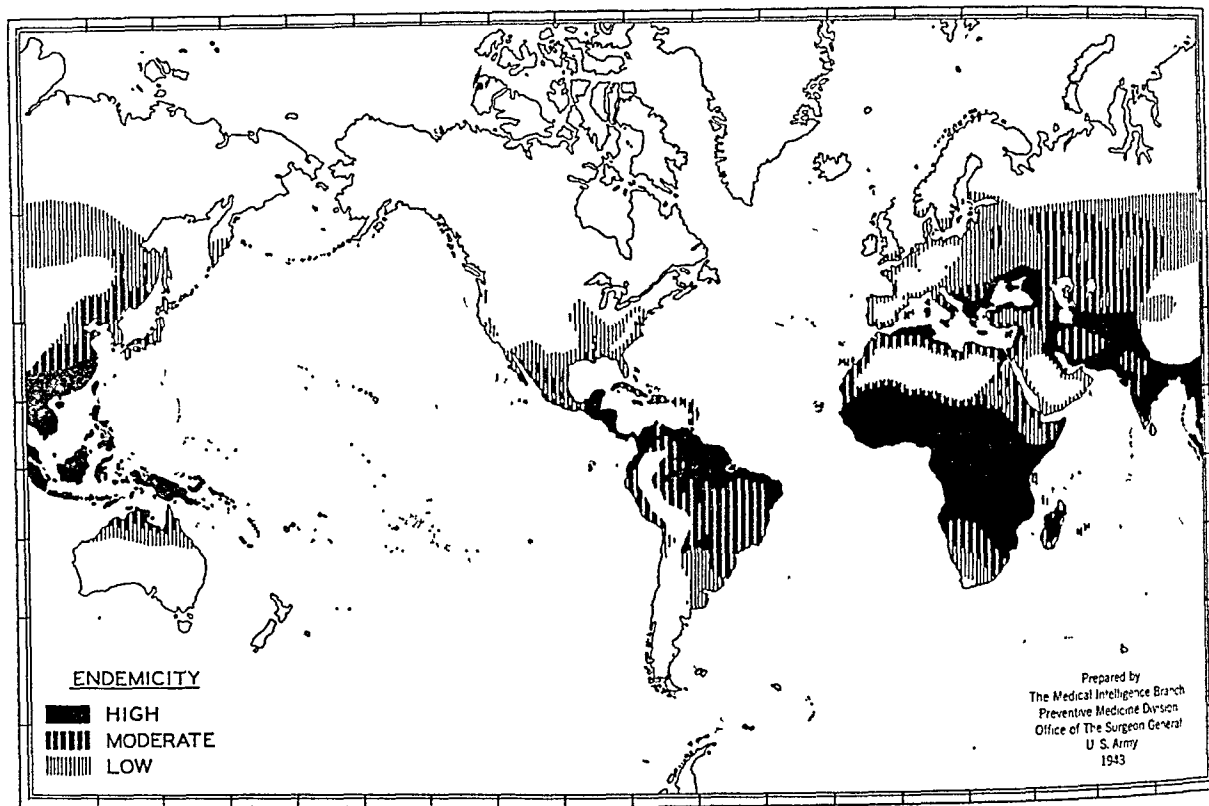 ENDEMICITY
HIGH
MODERATE
LOW
Prepared by
The Medical Intelligence Branch
Preventive Medicine Division
Office of The Surgeon General
U S. Army
1943